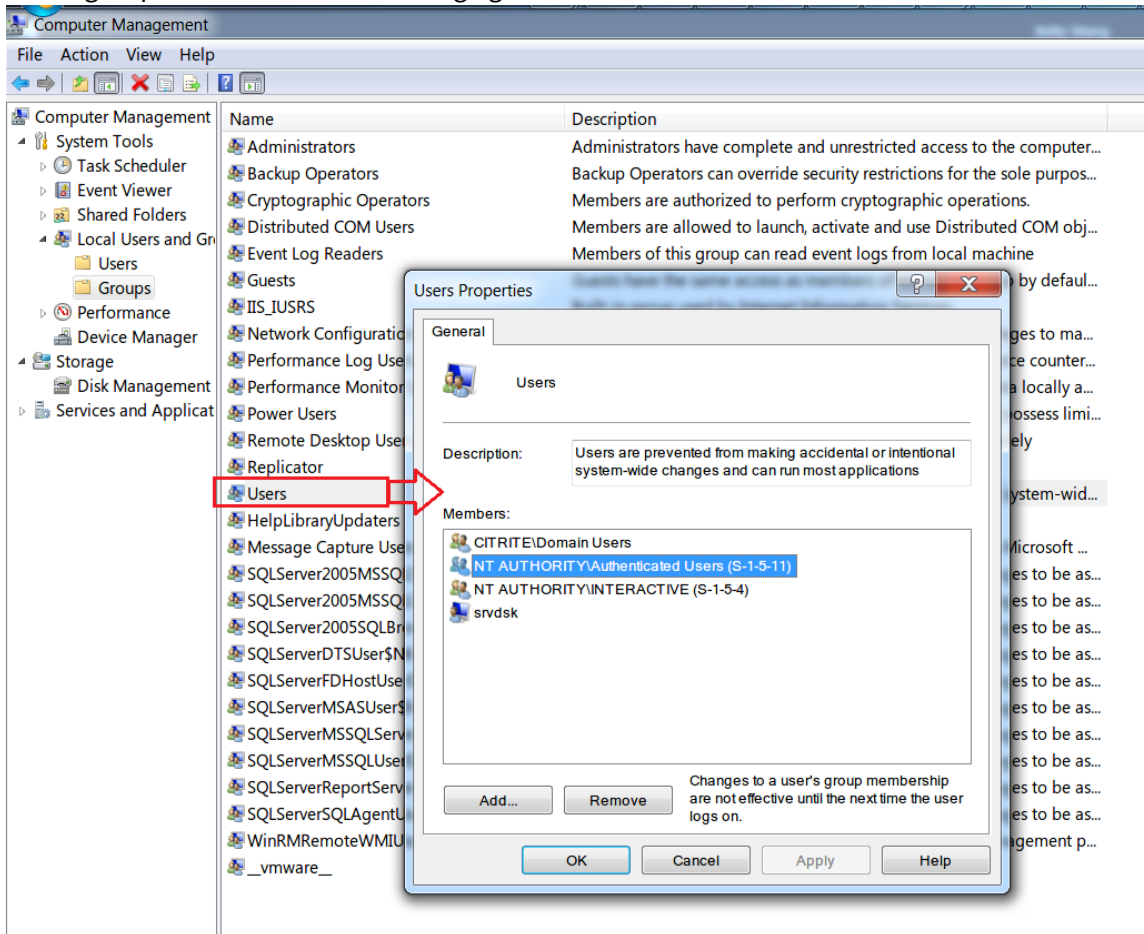 Computer Management
File Action View Help
Computer Management
System Tools
Task Scheduler
Event Viewer
Shared Folders
Local Users and Gr
Users
Groups
Performance
Device Manager
Storage
Disk Management
Services and Applicat
Name Description
Administrators Administrators have complete and unrestricted access to the computer...
Backup Operators Backup Operators can override security restrictions for the sole purpos...
Cryptographic Operators Members are authorized to perform cryptographic operations.
Distributed COM Users Members are allowed to launch, activate and use Distributed COM obj...
Event Log Readers Members of this group can read event logs from local machine
Guests by defaul...
IIS_IUSRS
Network Configuratio ges to ma...
Performance Log Use ce counter...
Performance Monitor a locally a...
Power Users possess limi...
Remote Desktop User ely
Replicator
Users ystem-wid...
HelpLibraryUpdaters
Message Capture Use Microsoft ...
SQLServer2005MSSQ es to be as...
SQLServer2005MSSQ es to be as...
SQLServer2005SQLBr es to be as...
SQLServerDTSUser$N es to be as...
SQLServerFDHostUse es to be as...
SQLServerMSASUser$ es to be as...
SQLServerMSSQLServ es to be as...
SQLServerMSSQLUser es to be as...
SQLServerReportServ es to be as...
SQLServerSQLAgentU es to be as...
WinRMRemoteWMIU agement p...
__vmware__
Users Properties
General
Users
Description: Users are prevented from making accidental or intentional
system-wide changes and can run most applications
Members:
CITRITE\Domain Users
NT AUTHORITY\Authenticated Users (S-1-5-11)
NT AUTHORITY\INTERACTIVE (S-1-5-4)
srvdsk
Add... Remove
Changes to a user's group membership
are not effective until the next time the user
logs on.
OK Cancel Apply Help